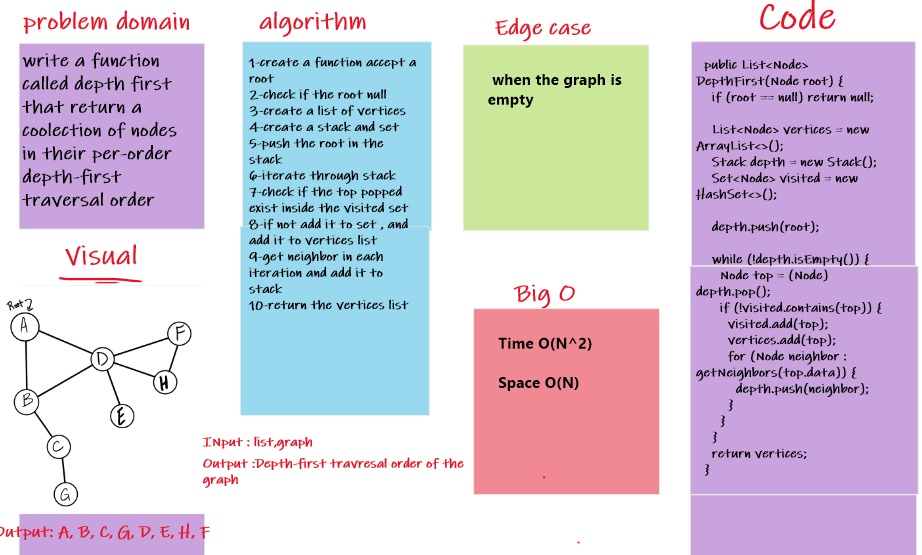 problem domain
write a function
called depth first
that return a
coolection of nodes
in their per-order
depth-first
traversal order
Visual
Root
A
F
D
H
B
E
C
G
Output: A, B, C, G, D, E, H, F
algorithm
1-create a function accept a
root
2-check if the root null
3-create a list of vertices
4-create a stack and set
5-push the root in the
stack
6-iterate through stack
7-check if the top popped
exist inside the visited set
8-if not add it to set , and
add it to vertices list
9-get neighbor in each
iteration and add it to
stack
10-return the vertices list
Input : list,graph
Output :Depth-first travresal order of the
graph
Edge case
when the graph is
empty
Big O
Time O(N^2)
Space O(N)
Code
public List<Node>
DepthFirst(Node root) {
if (root == null) return null;
List<Node> vertices = new
ArrayList<>();
Stack depth = new Stack();
Set<Node> visited = new
HashSet<>();
depth.push(root);
while (!depth.isEmpty()) {
Node top = (Node)
depth.pop();
if (!visited.contains(top)) {
visited.add(top);
vertices.add(top);
for (Node neighbor :
getNeighbors(top.data)) {
depth.push(neighbor);
}
}
}
return vertices;
}